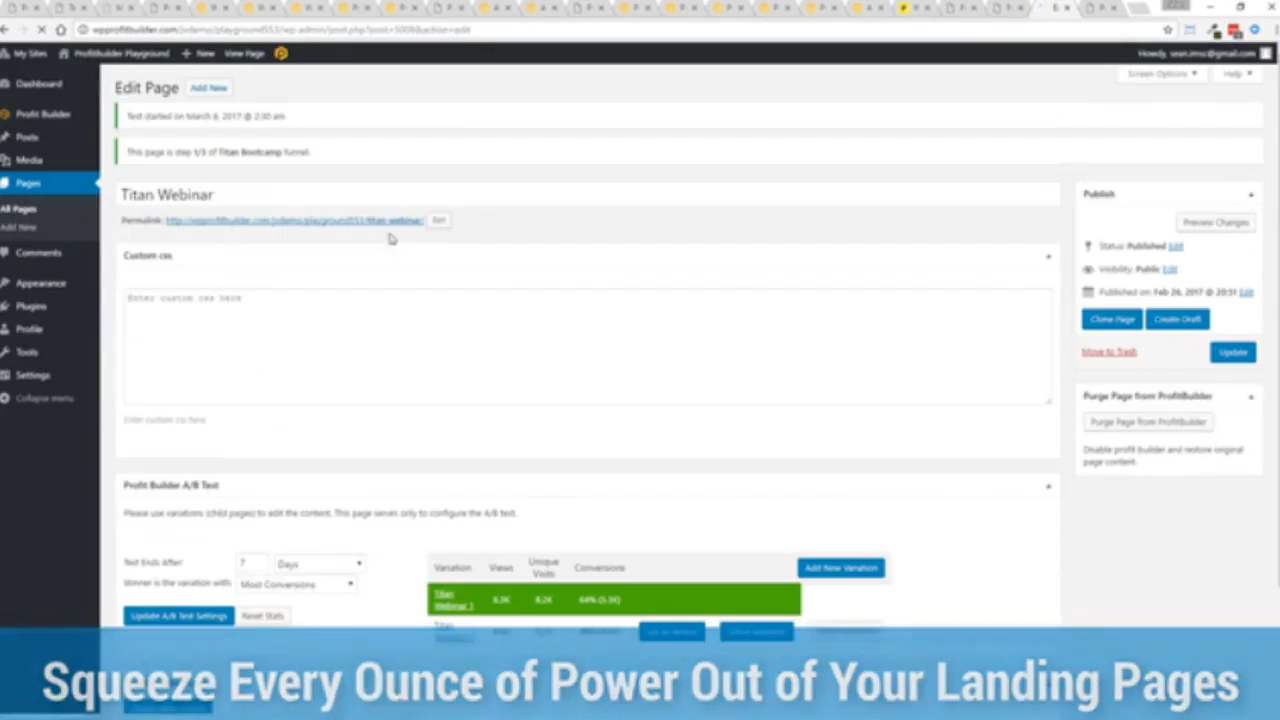 wpprofitbuilder.com/jvdemo/playground553/wp-admin/post.php?post=5006&action=edit
My Sites ProfitBuilder Playground + New View Page
Howdy, sean.imsc@gmail.com
Screen Options Help
Dashboard
Profit Builder
Posts
Media
Pages
All Pages
Add New
Comments
Appearance
Plugins
Profile
Tools
Settings
Collapse menu
Edit Page Add New
Test started on March 8, 2017 @ 2:30 am
This page is step 1/3 of Titan Bootcamp funnel.
Titan Webinar
Permalink: http://wpprofitbuilder.com/jvdemo/playground553/titan-webinar/ Edit
Custom css
Enter custom css here
Enter custom css here.
Profit Builder A/B Test
Please use variations (child pages) to edit the content. This page serves only to configure the A/B test.
Test Ends After: 7 Days
Winner is the variation with: Most Conversions
Update A/B Test Settings Reset Stats
Variation Views Unique Visits Conversions Add New Variation
Titan Webinar 1 8.3K 8.2K 64% (5.3K)
Titan
Publish
Preview Changes
Status: Published Edit
Visibility: Public Edit
Published on: Feb 26, 2017 @ 20:51 Edit
Clone Page Create Draft
Move to Trash Update
Purge Page from ProfitBuilder
Purge Page from ProfitBuilder
Disable profit builder and restore original
page content.
Squeeze Every Ounce of Power Out of Your Landing Pages